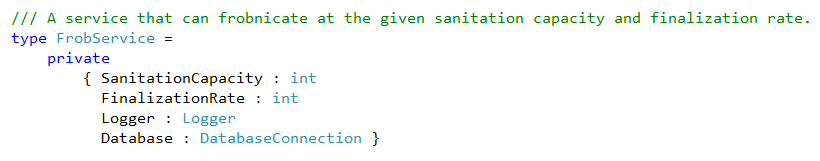 /// A service that can frobnicate at the given sanitation capacity and finalization rate.
type FrobService =
    private
        { SanitationCapacity : int
          FinalizationRate : int
          Logger : Logger
          Database : DatabaseConnection }